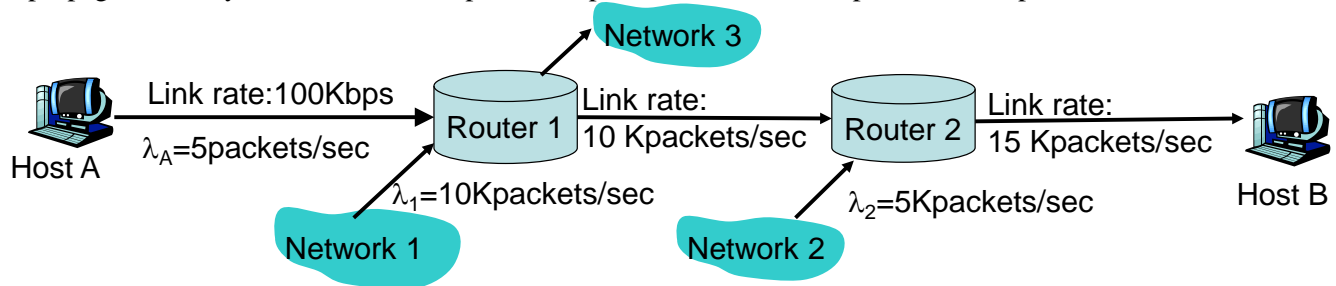 Network 3
Link rate:100Kbps
Link rate:
Link rate:
Router 1
10 Kpackets/sec
Router 2
15 Kpackets/sec
Host A
λA=5packets/sec
Host B
λ1=10Kpackets/sec
λ2=5Kpackets/sec
Network 1
Network 2